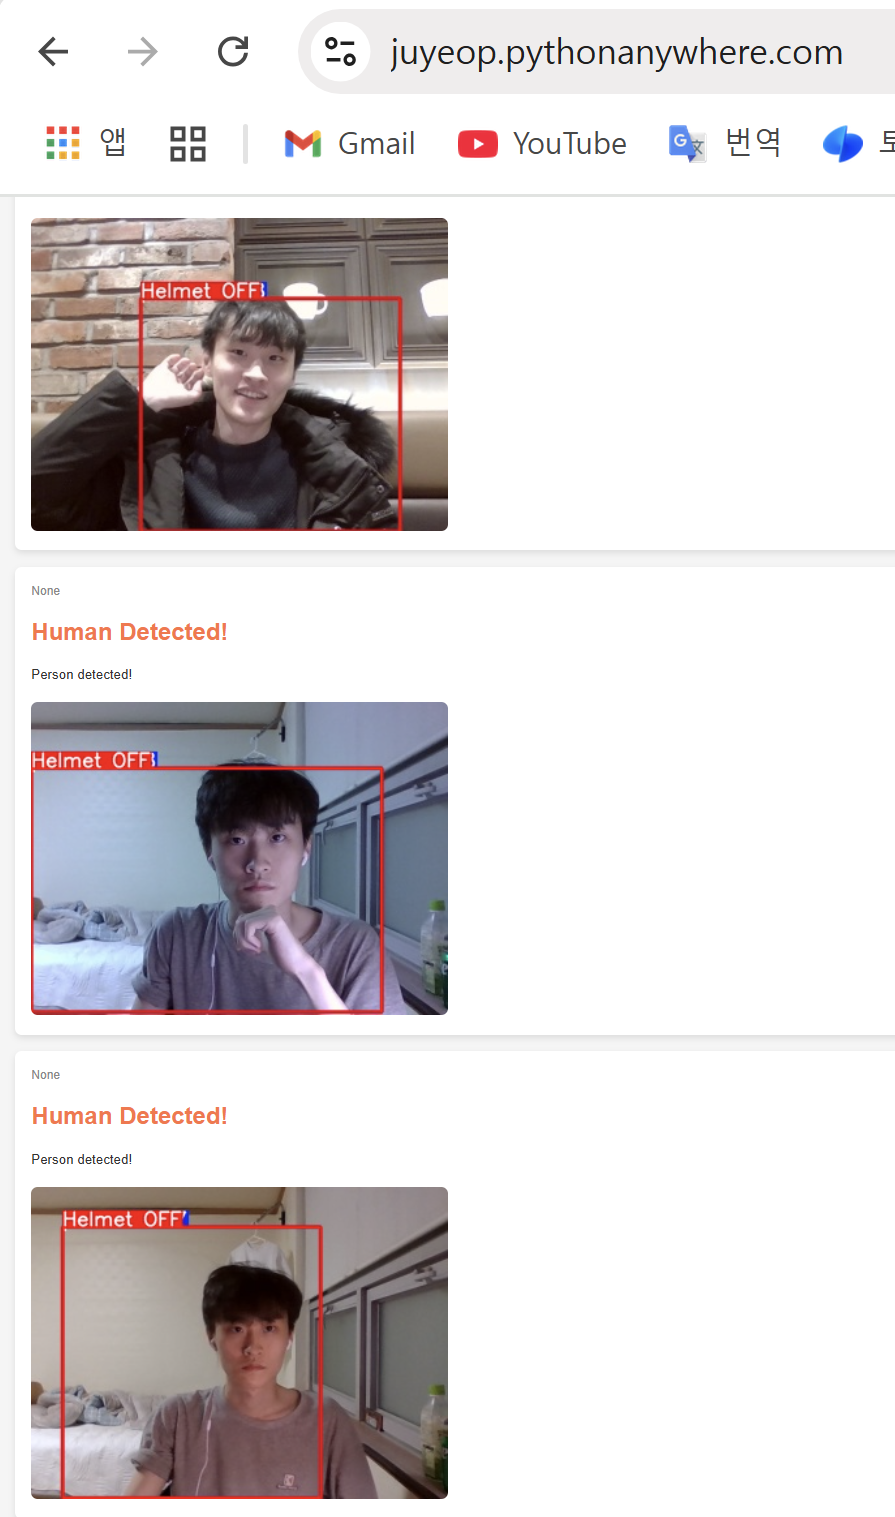 juyeop.pythonanywhere.com
앱
Gmail
YouTube
번역
Helmet OFF
None
Human Detected!
Person detected!
Helmet OFF
None
Human Detected!
Person detected!
Helmet OFF